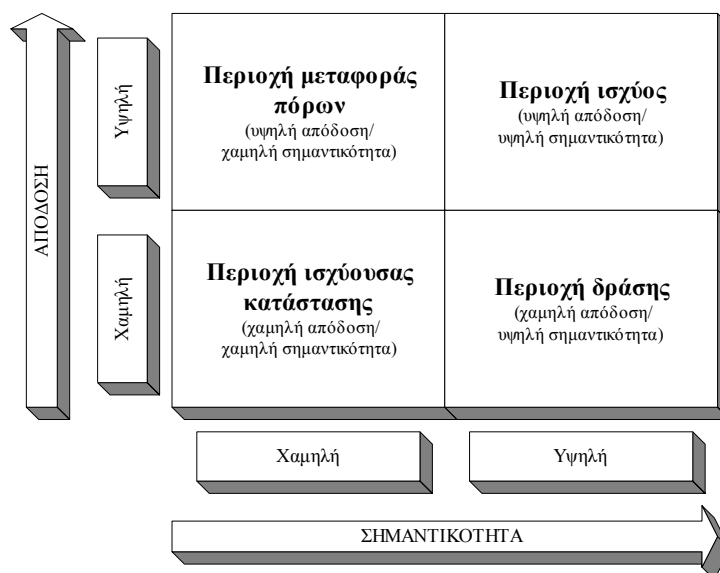 ΑΠΟΔΟΣΗ
Υψηλή
Χαμηλή
Περιοχή μεταφοράς
πόρων
(υψηλή απόδοση/
χαμηλή σημαντικότητα)
Περιοχή ισχύος
(υψηλή απόδοση/
υψηλή σημαντικότητα)
Περιοχή ισχύουσας
κατάστασης
(χαμηλή απόδοση/
χαμηλή σημαντικότητα)
Περιοχή δράσης
(χαμηλή απόδοση/
υψηλή σημαντικότητα)
Χαμηλή
Υψηλή
ΣΗΜΑΝΤΙΚΟΤΗΤΑ